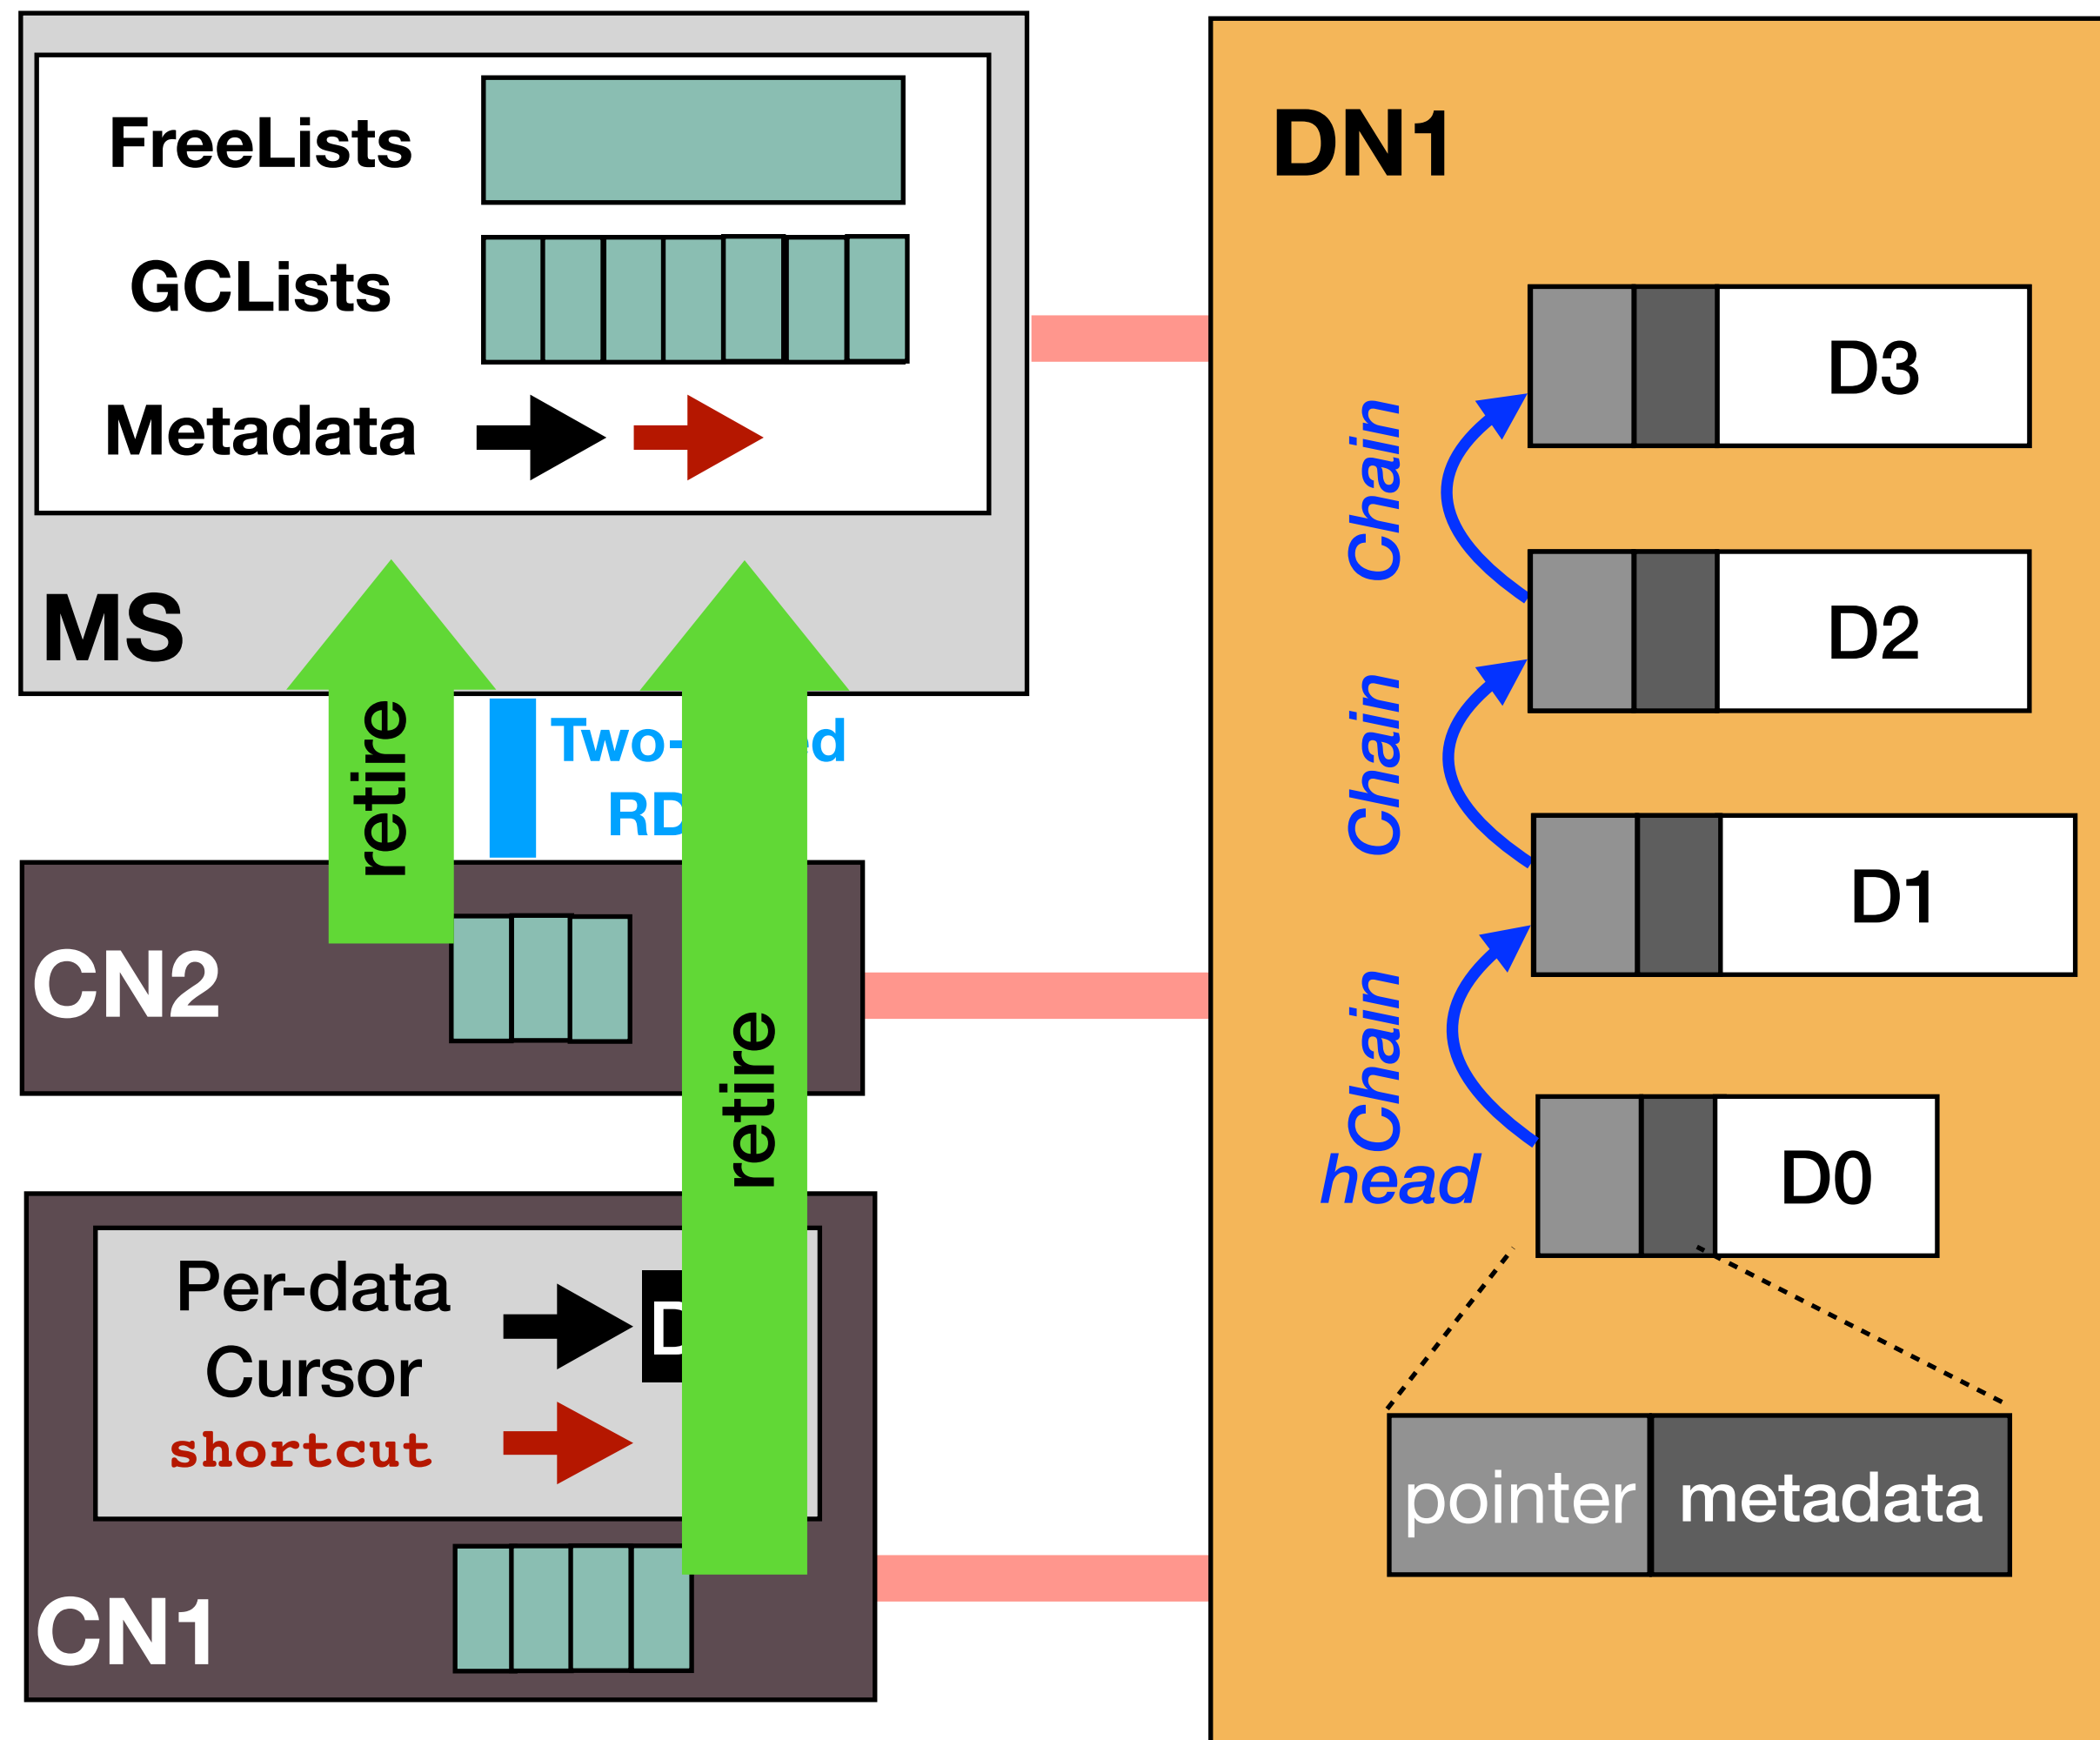 FreeLists
GCLists
Metadata
MS
retire
Two-
d
CN2
retire
Per-data
Cursor
shortcut
CN1
DN1
D3
Chain
D2
Chain
D1
Chain
head
D0
pointer
metadata